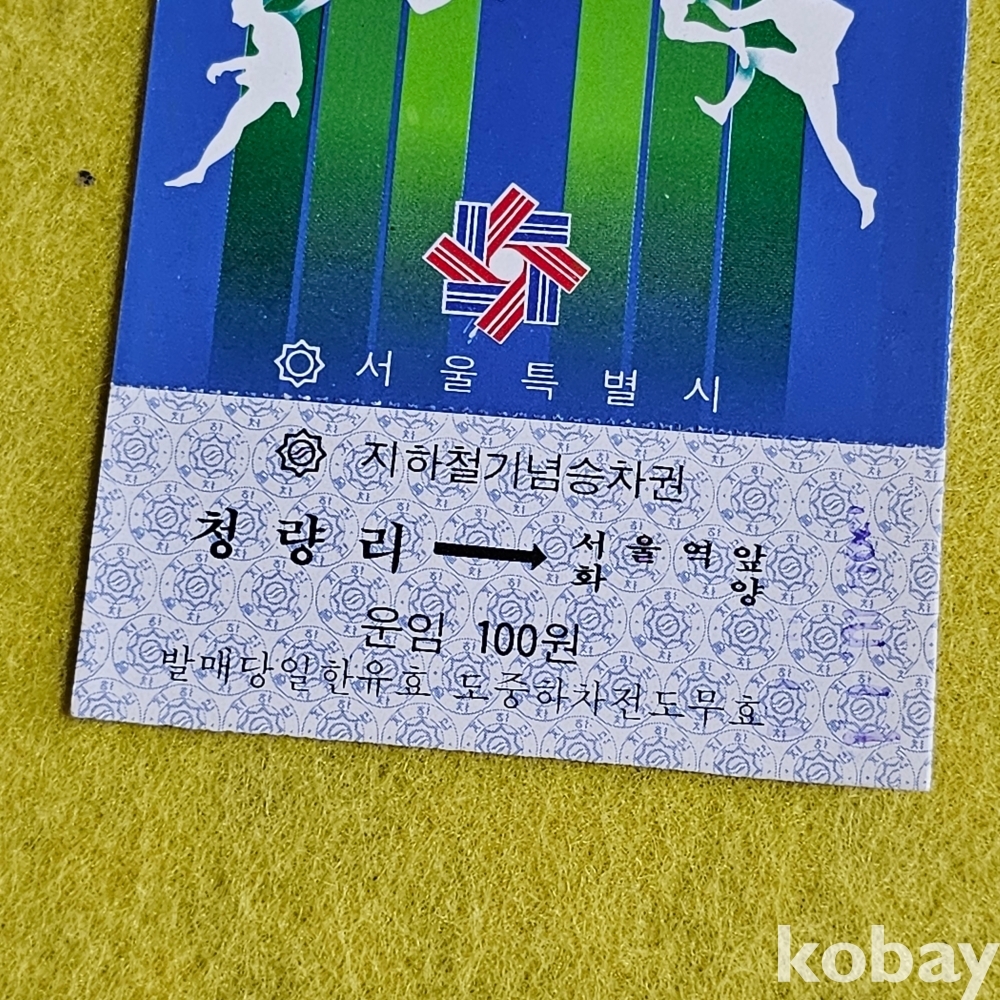 서울특별시
지하철기념승차권
청량리 → 서울역앞
화양
운임 100원
발매당일한유효 도중하차전도무효
kobay